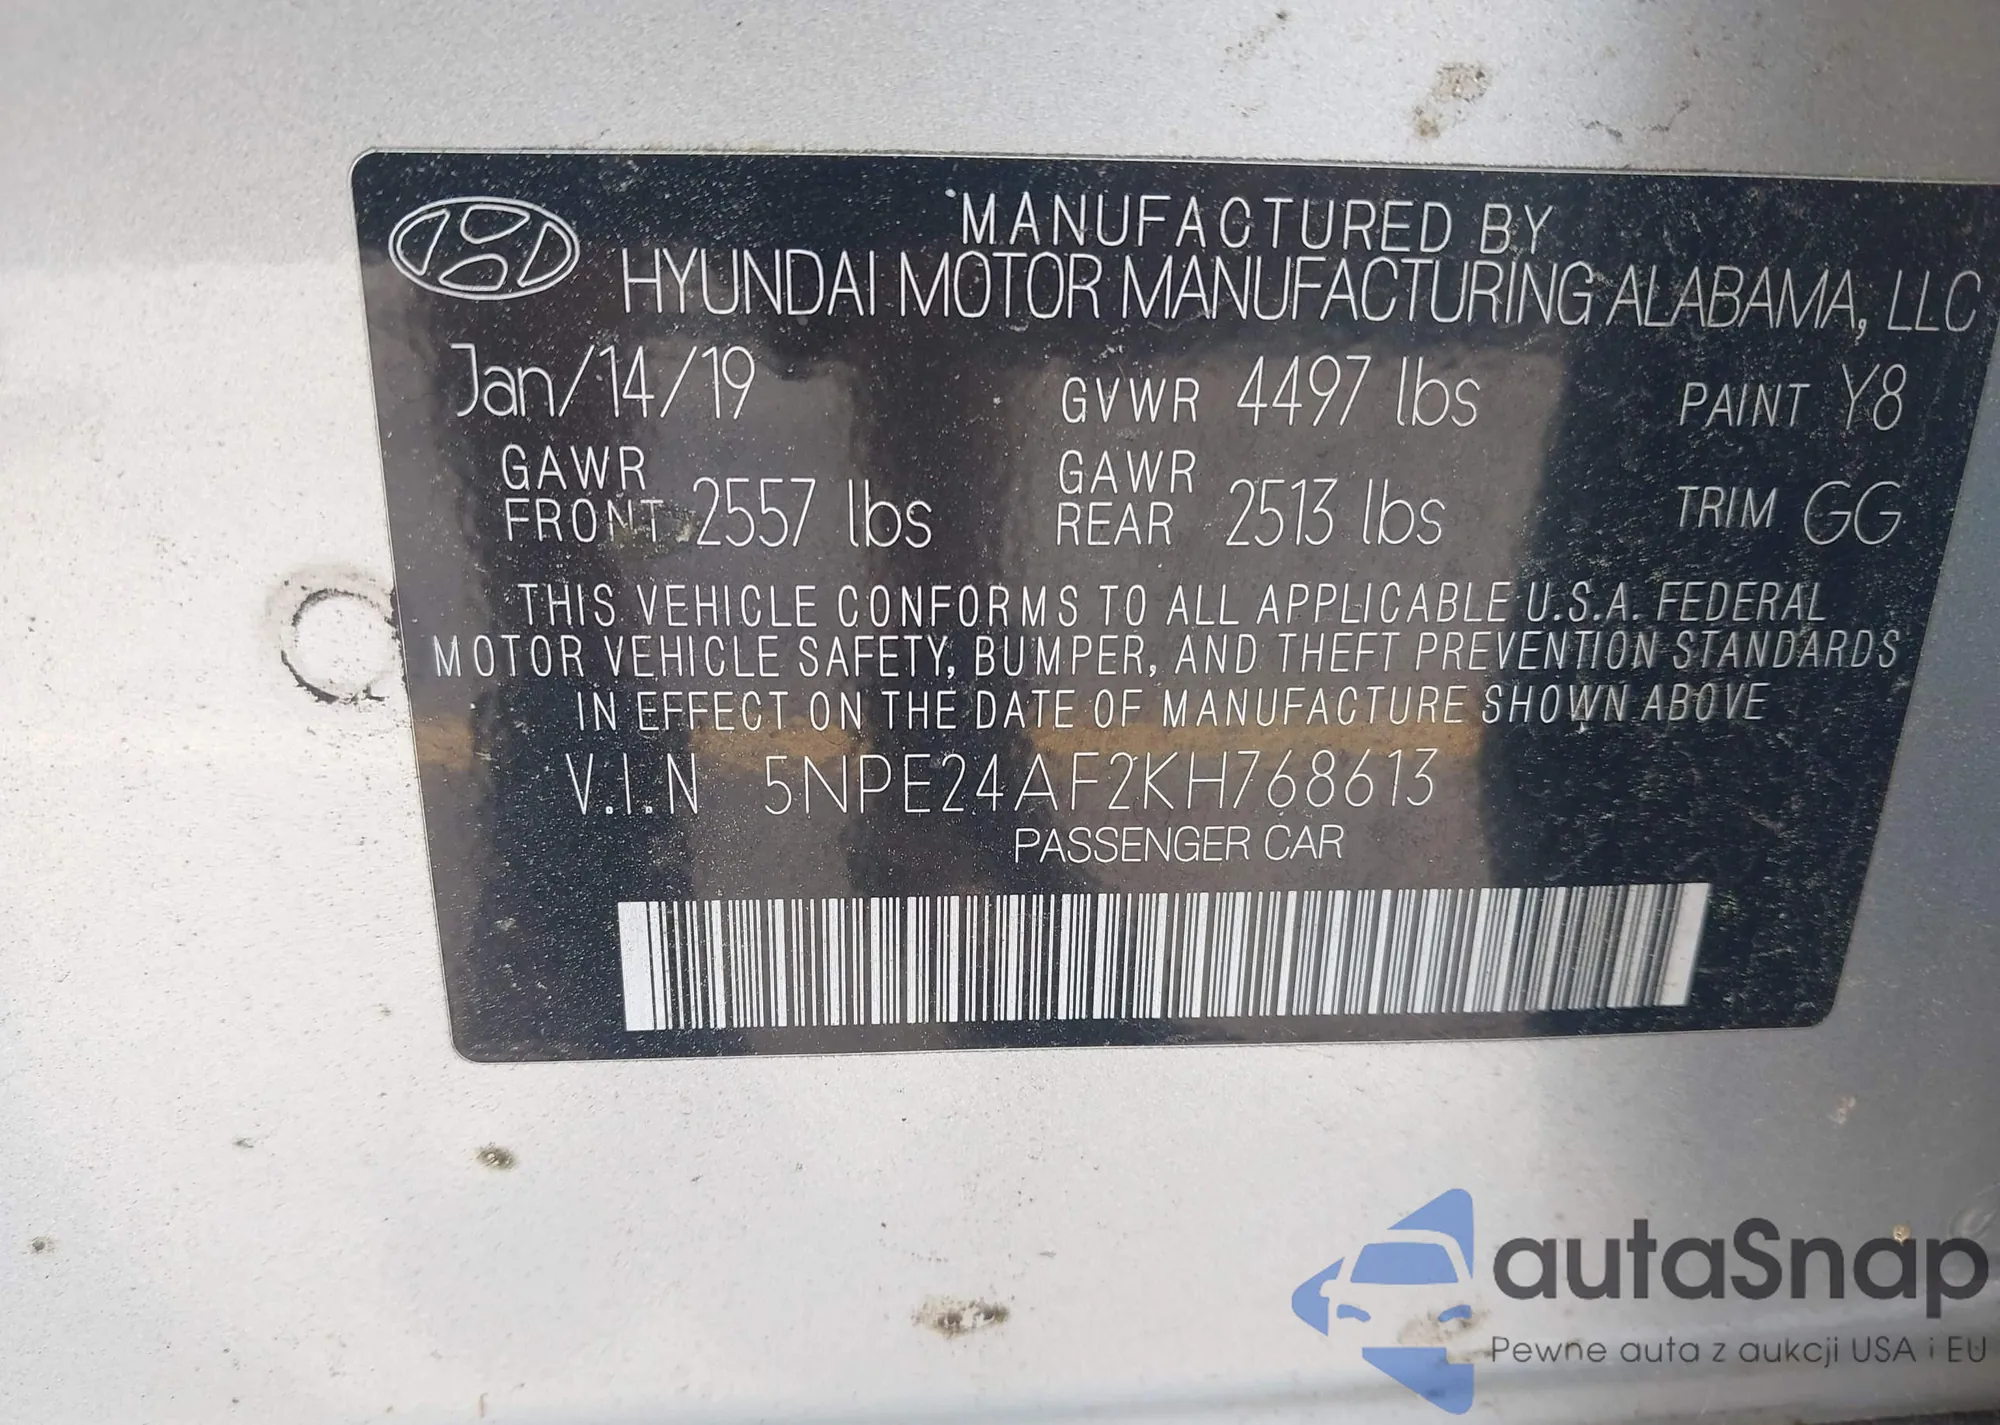 MANUFACTURED BY
HYUNDAI MOTOR MANUFACTURING ALABAMA, LLC
Jan/14/19 GVWR 4497 lbs PAINT Y8
GAWR FRONT 2557 lbs GAWR REAR 2513 lbs TRIM GG
THIS VEHICLE CONFORMS TO ALL APPLICABLE U.S.A. FEDERAL
MOTOR VEHICLE SAFETY, BUMPER, AND THEFT PREVENTION STANDARDS
IN EFFECT ON THE DATE OF MANUFACTURE SHOWN ABOVE
V.I.N 5NPE24AF2KH768613
PASSENGER CAR
autaSnap
Pewne auta z aukcji USA i EU